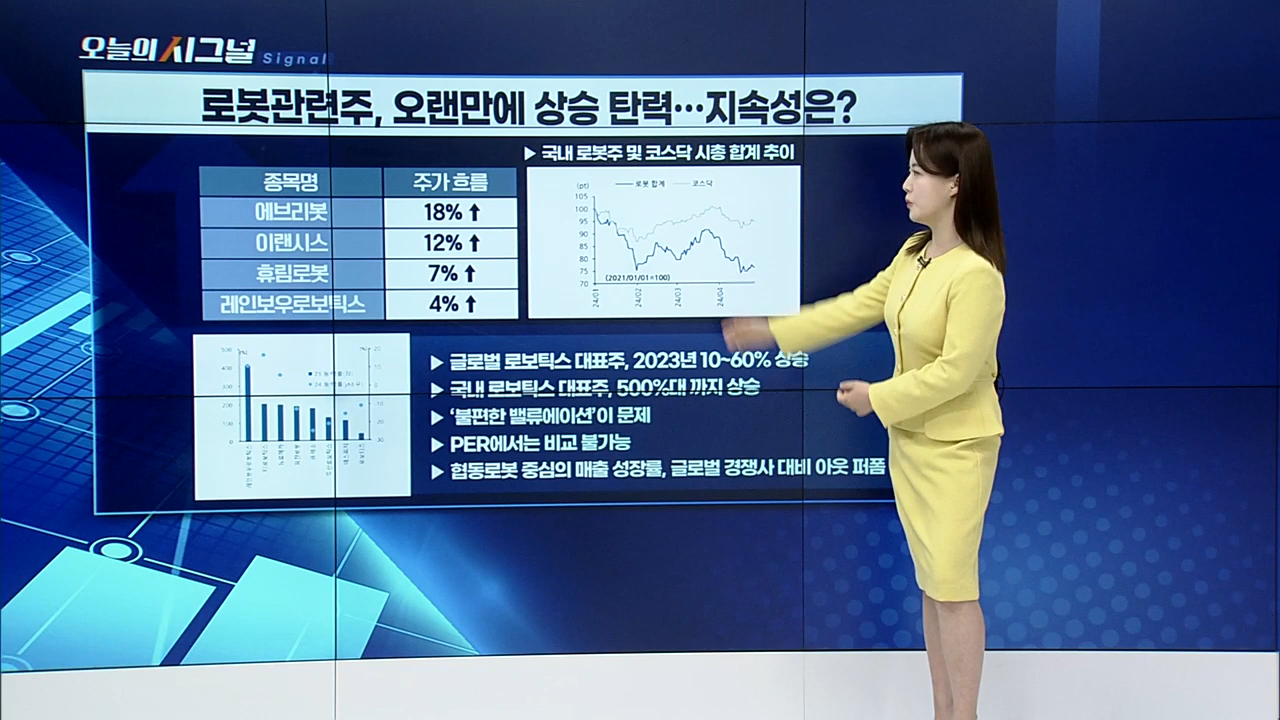 오늘의 시그널 Signal
로봇관련주, 오랜만에 상승 탄력…지속성은?
▶ 국내 로봇주 및 코스닥 시총 합계 추이
종목명 주가 흐름
에브리봇 18% ↑
이랜시스 12% ↑
휴림로봇 7% ↑
레인보우로보틱스 4% ↑
(pt) 로봇 합계 코스닥
105
100
95
90
85
80
75
70
(2021/01/01=100)
24/01 24/02 24/03 24/04
500
400
300
200
100
0
▶ 글로벌 로보틱스 대표주, 2023년 10~60% 상승
▶ 국내 로보틱스 대표주, 500%대 까지 상승
▶ ‘불편한 밸류에이션’이 문제
▶ PER에서는 비교 불가능
▶ 협동로봇 중심의 매출 성장률, 글로벌 경쟁사 대비 아웃 퍼폼